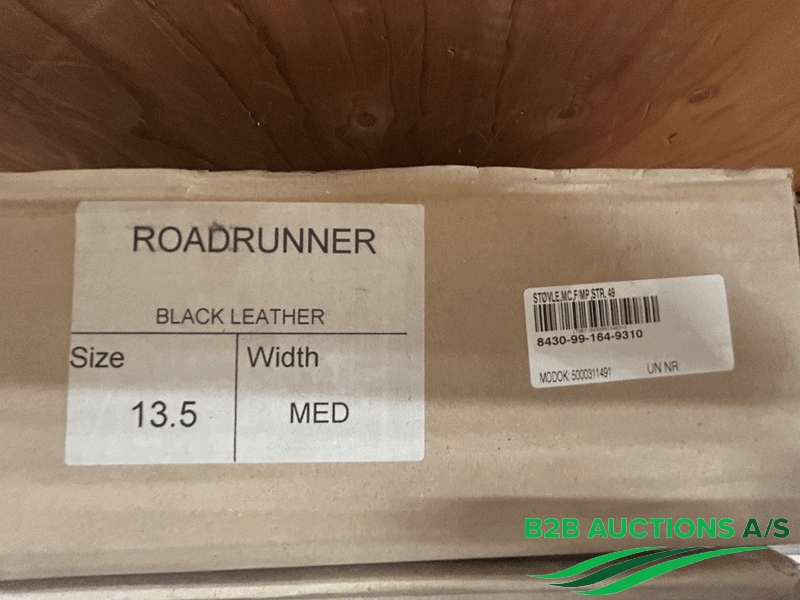 ROADRUNNER
BLACK LEATHER
Size
Width
13.5
MED
STØVLE,MC,F/MP,STR. 49
8430-99-164-9310
MODOK: 5000311491 UN NR:
B2B AUCTIONS A/S